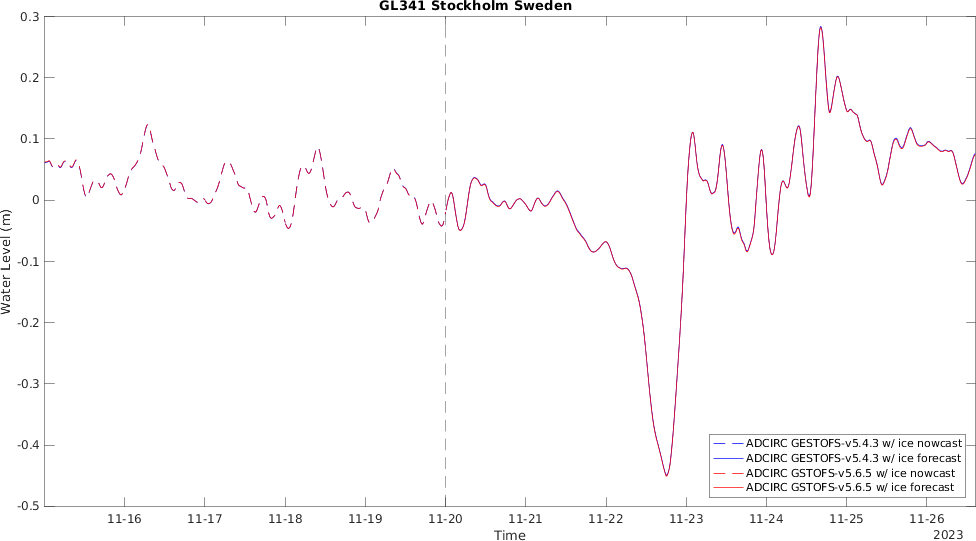 GL341 Stockholm Sweden
0.3
0.2
0.1
0
-0.1
-0.2
-0.3
-0.4
-0.5
Water Level (m)
ADCIRC GESTOFS-v5.4.3 w/ ice nowcast
ADCIRC GESTOFS-v5.4.3 w/ ice forecast
ADCIRC GSTOFS-v5.6.5 w/ ice nowcast
ADCIRC GSTOFS-v5.6.5 w/ ice forecast
11-16 11-17 11-18 11-19 11-20 11-21 11-22 11-23 11-24 11-25 11-26
Time
2023